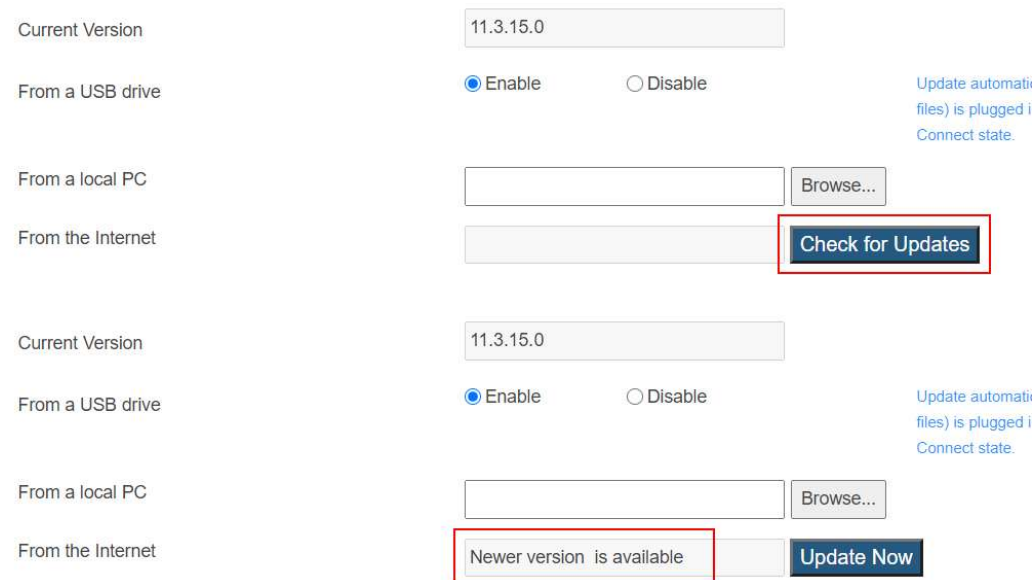 Current Version 11.3.15.0
From a USB drive Enable Disable Update automatic
files) is plugged i
Connect state.
From a local PC Browse...
From the Internet Check for Updates
Current Version 11.3.15.0
From a USB drive Enable Disable Update automatic
files) is plugged i
Connect state.
From a local PC Browse...
From the Internet Newer version is available Update Now